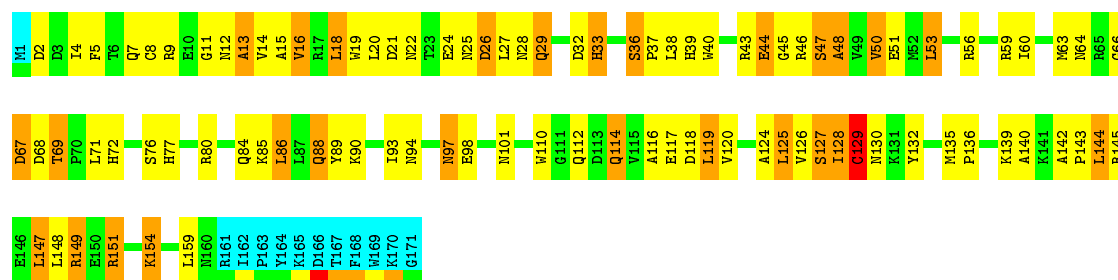 M1 D2 D3 I4 F5 T6 Q7 C8 R9 E10 G11 N12 A13 V14 A15 V16 R17 L18 W19 L20 D21 N22 T23 E24 N25 D26 L27 N28 Q29 D32 H33 S36 P37 L38 H39 W40 R43 E44 G45 R46 S47 A48 V49 V50 E51 M52 L53 R56 R59 I60 M63 N64 R65
D67 D68 T69 P70 L71 H72 S76 H77 R80 Q84 K85 L86 L87 Q88 Y89 K90 I93 N94 N97 E98 N101 W110 G111 Q112 D113 Q114 V115 A116 E117 D118 L119 V120 A124 L125 V126 S127 I128 C129 N130 K131 Y132 M135 P136 K139 A140 K141 A142 P143 L144 R145
E146 L147 L148 R149 E150 R151 K154 L159 N160 R161 I162 P163 Y164 K165 D166 T167 F168 W169 K170 G171